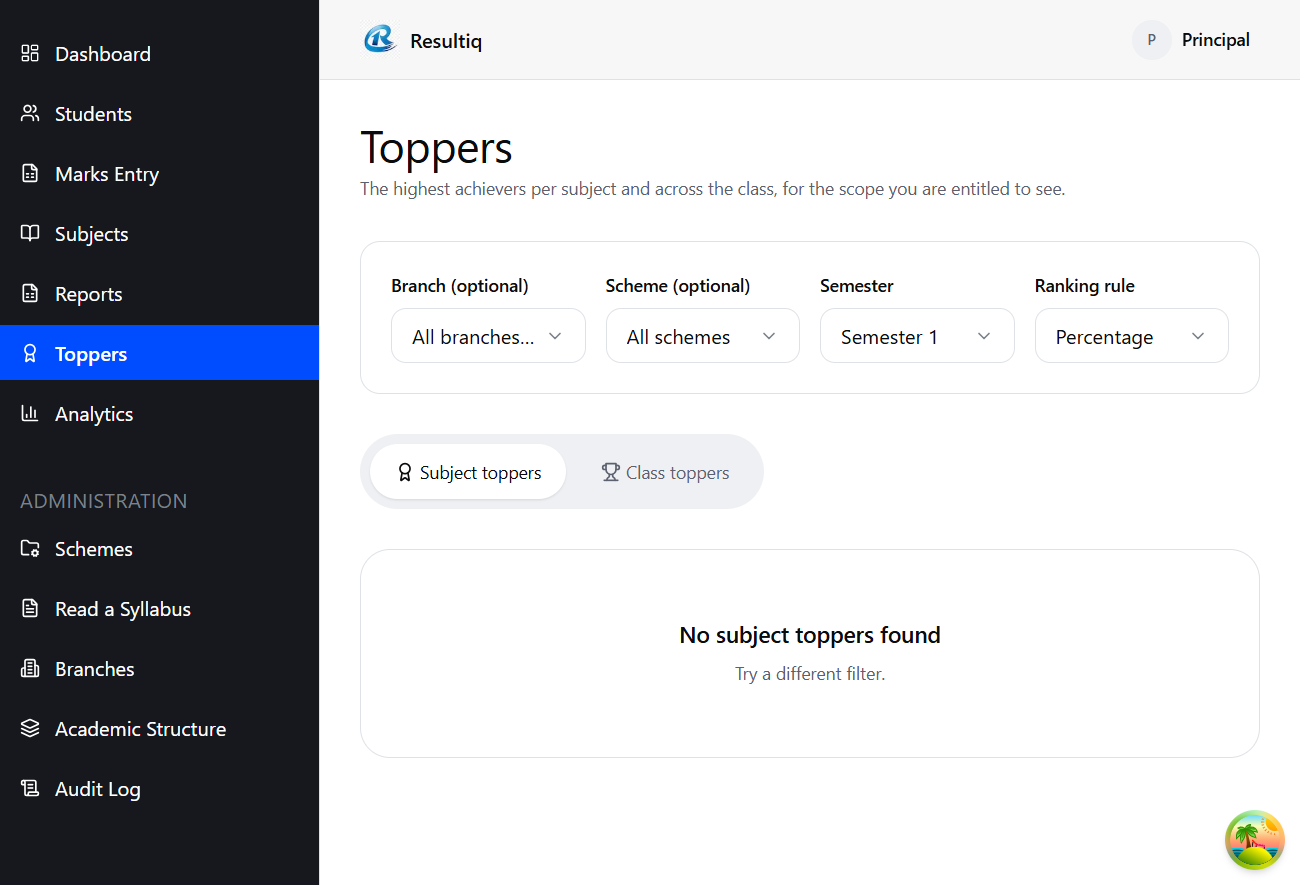 Dashboard
Students
Marks Entry
Subjects
Reports
Toppers
Analytics
ADMINISTRATION
Schemes
Read a Syllabus
Branches
Academic Structure
Audit Log
R Resultiq
P Principal
Toppers
The highest achievers per subject and across the class, for the scope you are entitled to see.
Branch (optional) Scheme (optional) Semester Ranking rule
All branches... All schemes Semester 1 Percentage
Subject toppers Class toppers
No subject toppers found
Try a different filter.